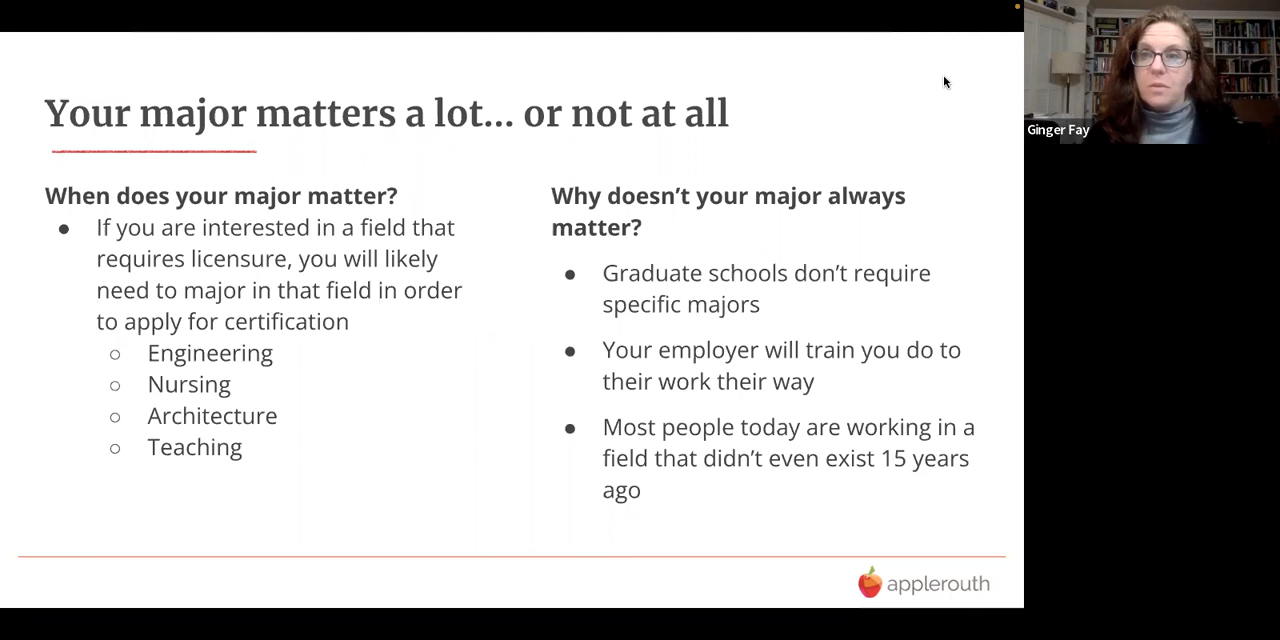 Your major matters a lot... or not at all
When does your major matter?
● If you are interested in a field that
requires licensure, you will likely
need to major in that field in order
to apply for certification
○ Engineering
○ Nursing
○ Architecture
○ Teaching
Why doesn’t your major always
matter?
● Graduate schools don’t require
specific majors
● Your employer will train you do to
their work their way
● Most people today are working in a
field that didn’t even exist 15 years
ago
applerouth
Ginger Fay